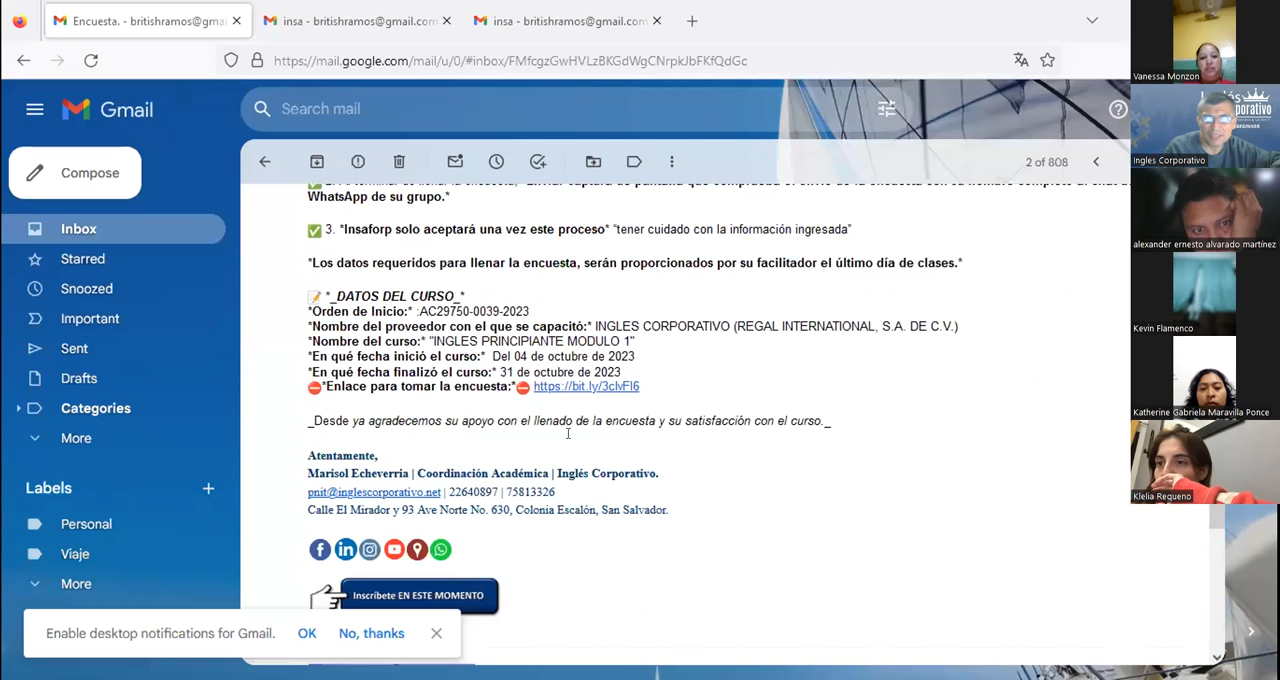 Encuesta. - britishramos@gmai
insa - britishramos@gmail.com
insa - britishramos@gmail.com
https://mail.google.com/mail/u/0/#inbox/FMfcgzGwHVLzBKGdWgCNrpkJbFKfQdGc
Gmail
Search mail
Compose
2 of 808
Inbox
Starred
Snoozed
Important
Sent
Drafts
Categories
More
Labels
Personal
Viaje
More
WhatsApp de su grupo.*
3. *Insaforp solo aceptará una vez este proceso* "tener cuidado con la información ingresada"
*Los datos requeridos para llenar la encuesta, serán proporcionados por su facilitador el último día de clases.*
*_DATOS DEL CURSO_*
*Orden de Inicio:* :AC29750-0039-2023
*Nombre del proveedor con el que se capacitó:* INGLES CORPORATIVO (REGAL INTERNATIONAL, S.A. DE C.V.)
*Nombre del curso:* "INGLES PRINCIPIANTE MODULO 1"
*En qué fecha inició el curso:* Del 04 de octubre de 2023
*En qué fecha finalizó el curso:* 31 de octubre de 2023
*Enlace para tomar la encuesta:* https://bit.ly/3clvFl6
_Desde ya agradecemos su apoyo con el llenado de la encuesta y su satisfacción con el curso._
Atentamente,
Marisol Echeverria | Coordinación Académica | Inglés Corporativo.
pnit@inglescorporativo.net | 22640897 | 75813326
Calle El Mirador y 93 Ave Norte No. 630, Colonia Escalón, San Salvador.
Inscríbete EN ESTE MOMENTO
Enable desktop notifications for Gmail. OK No, thanks
Vanessa Monzon
Ingles Corporativo
alexander ernesto alvarado martínez
Kevin Flamenco
Katherine Gabriela Maravilla Ponce
Klelia Requeno